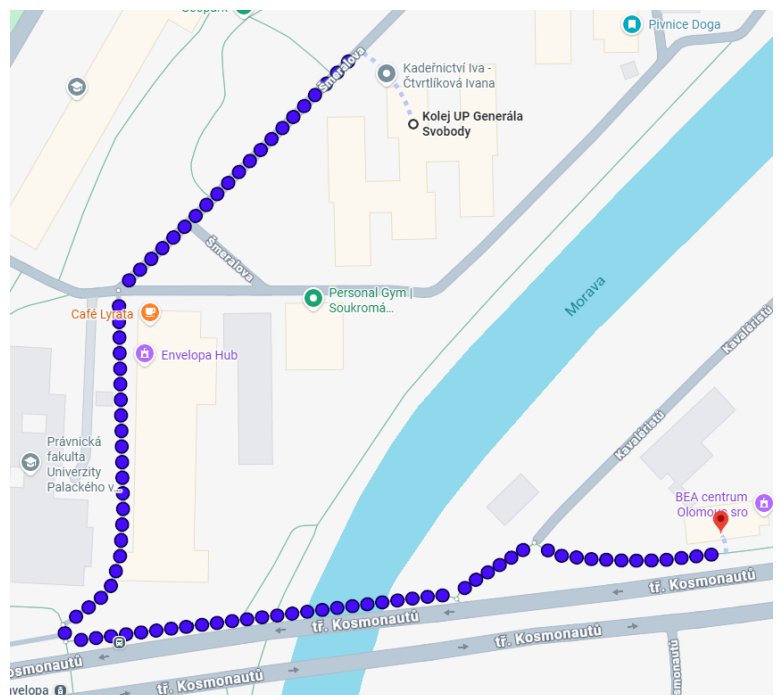 Pivnice Doga
Šmeralova
Kadeřnictví Iva -
Čtvrtlíková Ivana
Kolej UP Generála
Svobody
Šmeralova
Morava
Personal Gym |
Soukromá...
Café Lyrata
Envelopa Hub
Kavaléristů
Kavaléristů
Právnická
fakulta
Univerzity
Palackého v...
BEA centrum
Olomouc sro
tř. Kosmonautů
tř. Kosmonautů
tř. Kosmonautů
Kosmonautů
tř. Kosmonautů